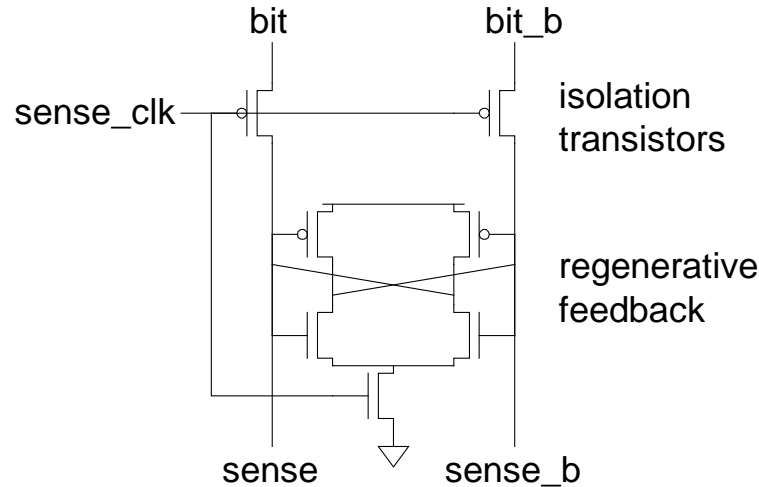 bit
bit_b
sense_clk
isolation
transistors
regenerative
feedback
sense
sense_b